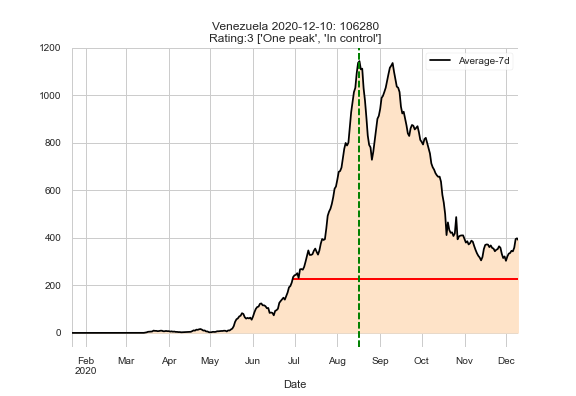 Venezuela 2020-12-10: 106280
Rating:3 ['One peak', 'In control']
1200
Average-7d
1000
800
600
400
200
0
Feb Mar Apr May Jun Jul Aug Sep Oct Nov Dec
2020
Date